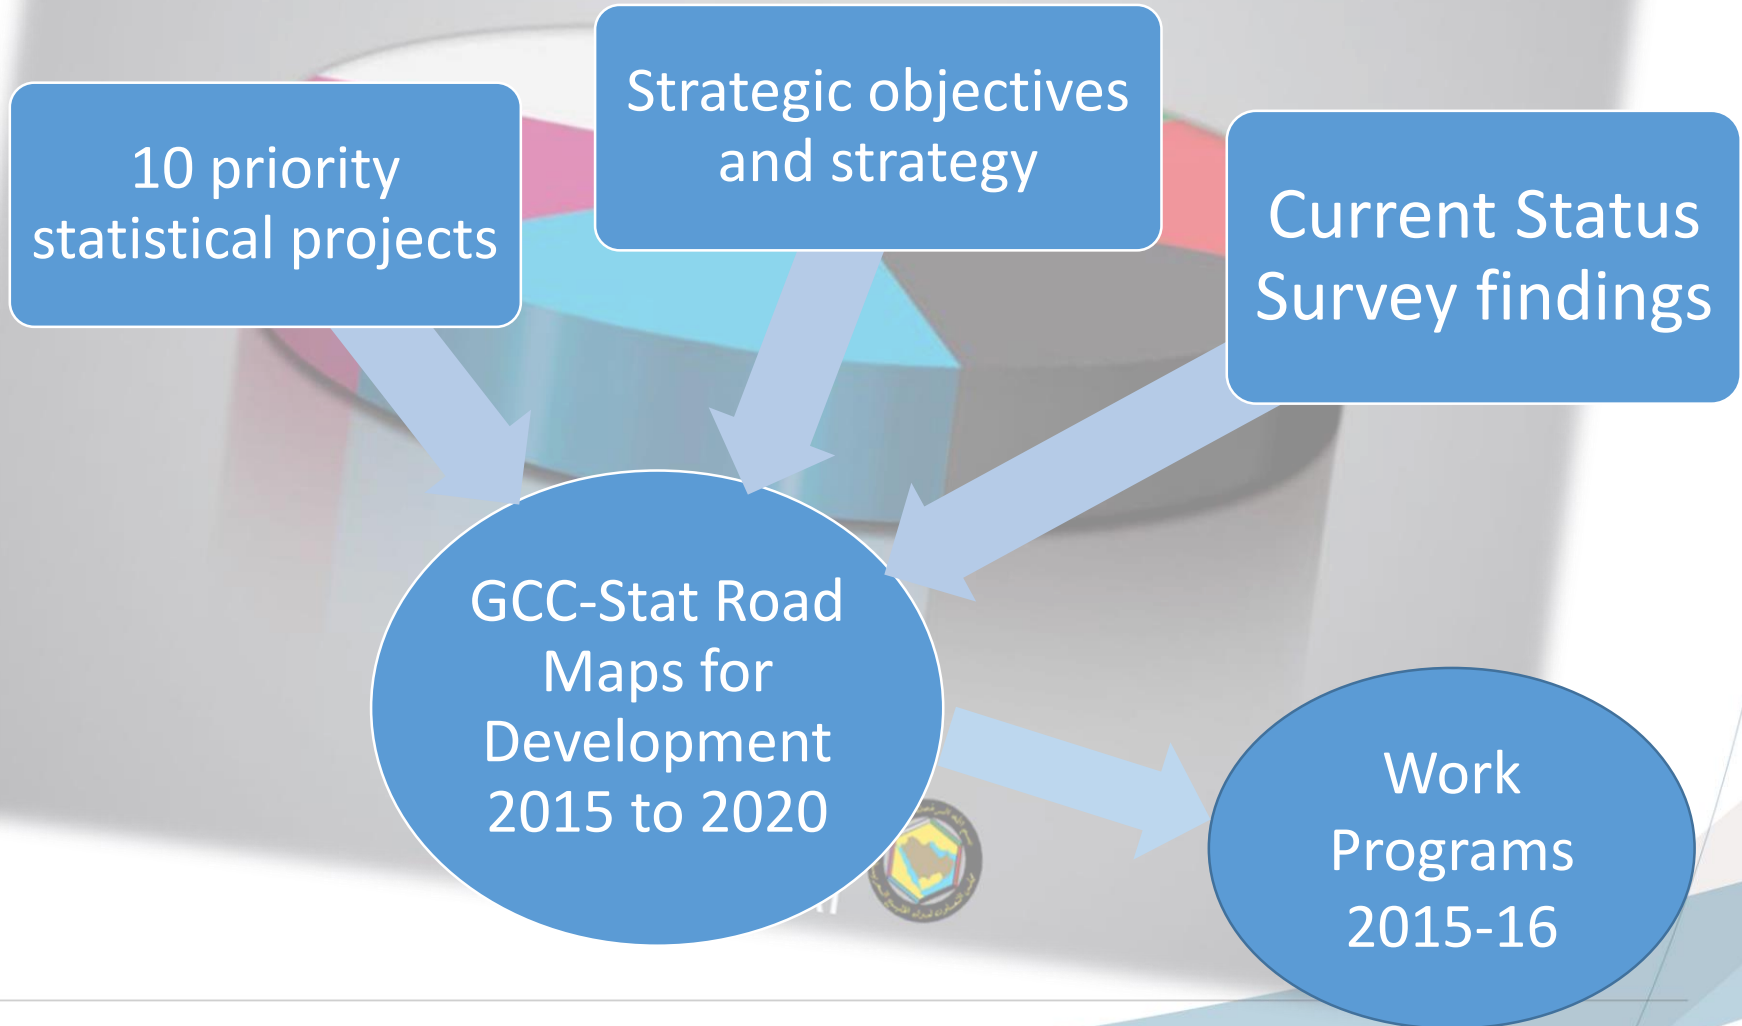 10 priority
statistical projects
Strategic objectives
and strategy
Current Status
Survey findings
GCC-Stat Road
Maps for
Development
2015 to 2020
Work
Programs
2015-16